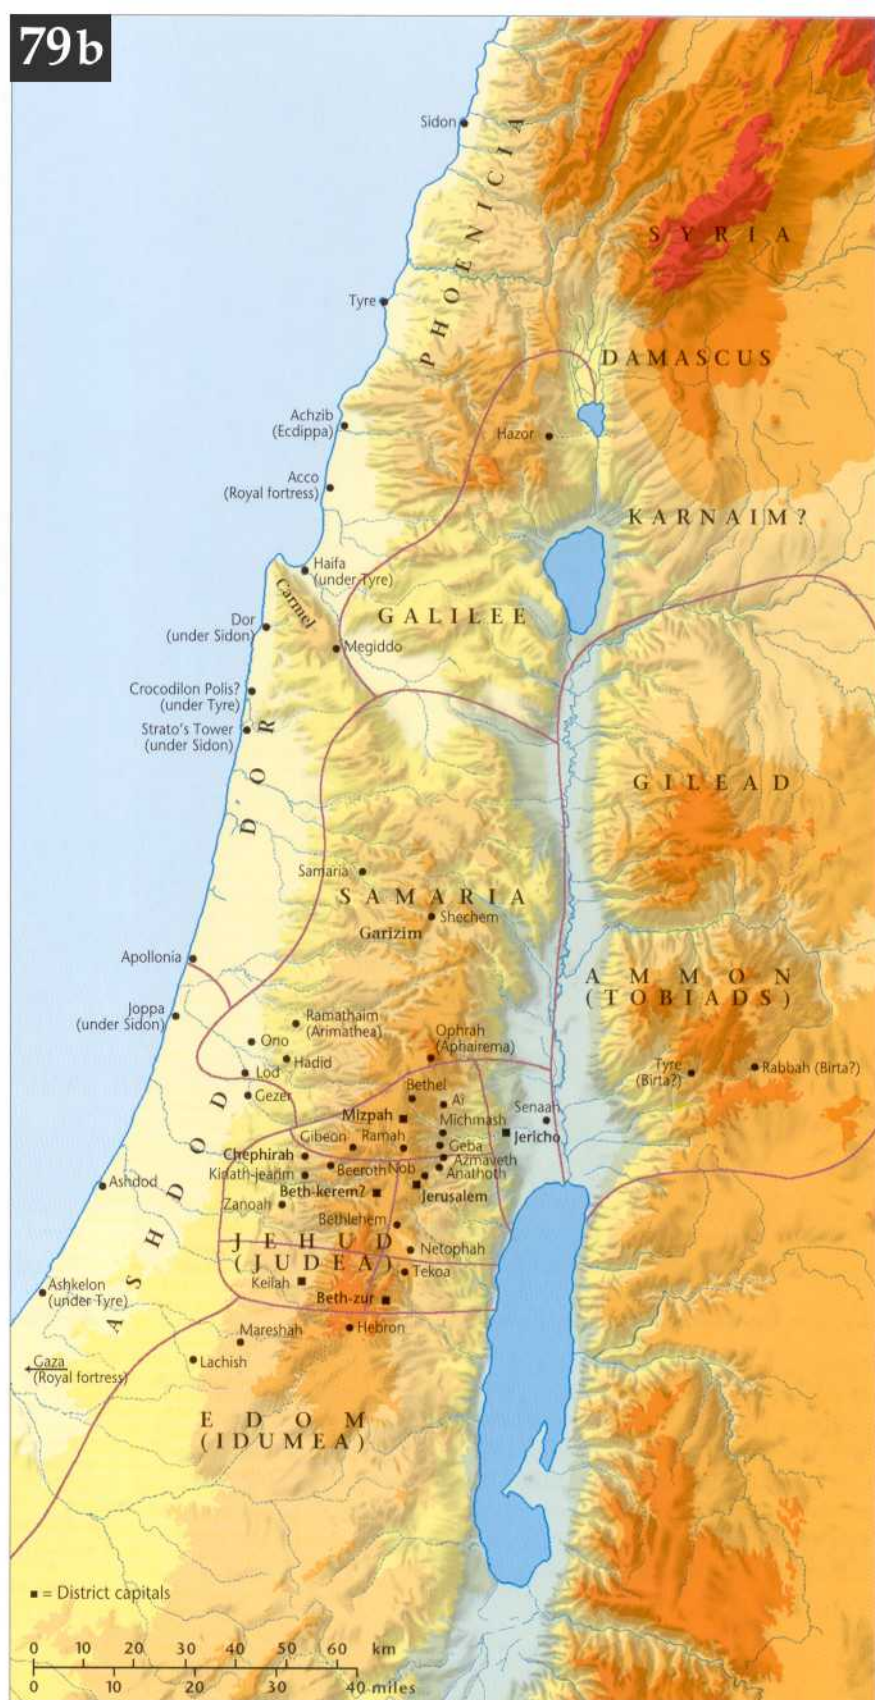 79b
Sidon
PHOENICIA
SYRIA
Tyre
DAMASCUS
Achzib
(Ecdippa)
Hazor
Acco
(Royal fortress)
KARNAIM?
Haifa
(under Tyre)
Carmel
GALILEE
Dor
(under Sidon)
Megiddo
Crocodilon Polis?
(under Tyre)
Strato's Tower
(under Sidon)
D'OR
GILEAD
Samaria
SAMARIA
Shechem
Garizim
Apollonia
AMMON
(TOBIADS)
Joppa
(under Sidon)
Ramathaim
(Arimathea)
Ono
Hadid
Ophrah
(Aphairema)
Lod
Tyre
(Birta?)
Rabbah (Birta?)
Gezer
Bethel
Ai
Mizpah
Michmash
Senaah
Jericho
Gibeon
Ramah
Geba
Chephirah
Azmaveth
Kiriath-jearim
Beeroth
Nob
Anathoth
Ashdod
ASHDOD
Beth-kerem?
Jerusalem
Zanoah
Bethlehem
JEHUD
(JUDEA)
Netophah
Tekoa
Keilah
Beth-zur
Ashkelon
(under Tyre)
Mareshah
Hebron
Lachish
Gaza
(Royal fortress)
EDOM
(IDUMEA)
■ = District capitals
0 10 20 30 40 50 60 km
0 10 20 30 40 miles